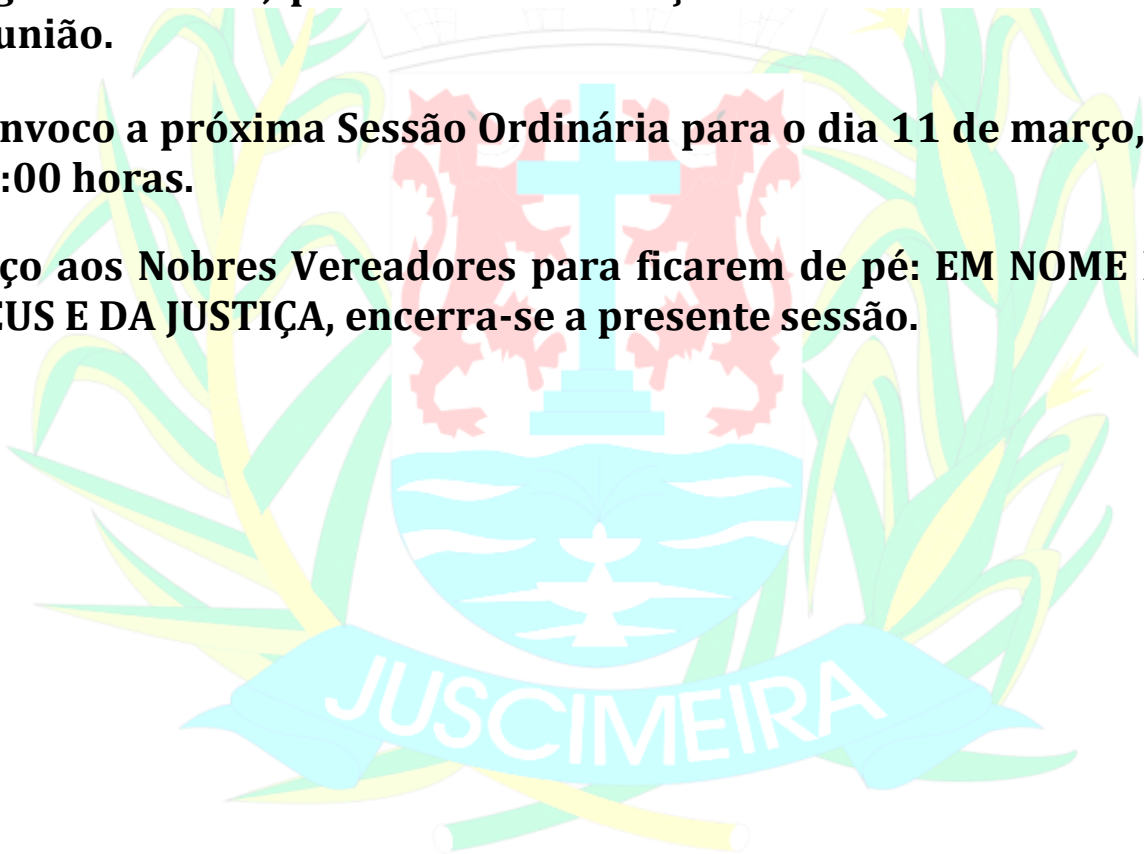 união.
nvoco a próxima Sessão Ordinária para o dia 11 de março,
:00 horas.
ço aos Nobres Vereadores para ficarem de pé: EM NOME
EUS E DA JUSTIÇA, encerra-se a presente sessão.
JUSCIMEIRA